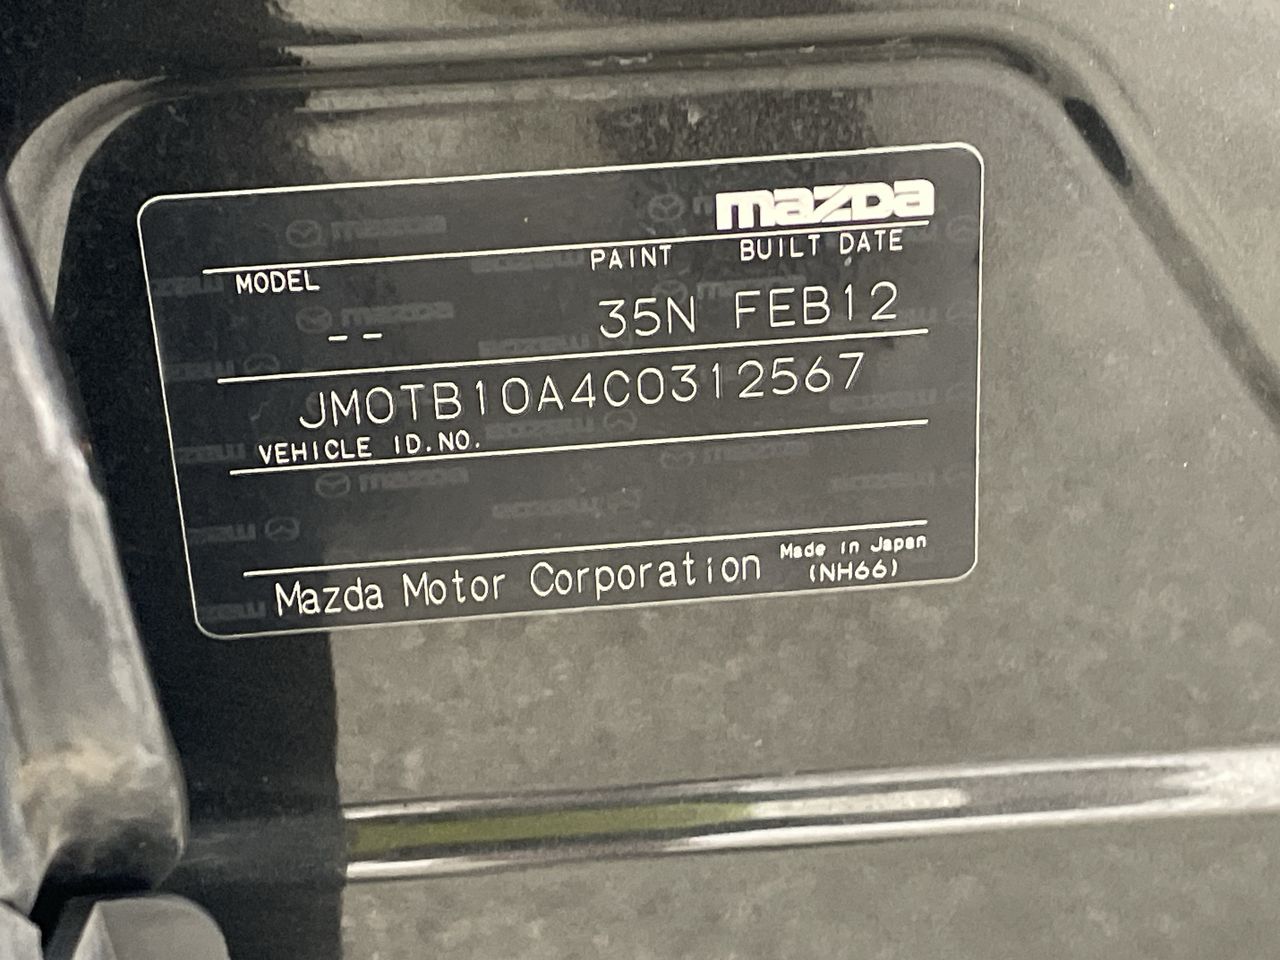 mazda
MODEL PAINT BUILT DATE
-- 35N FEB12
JM0TB10A4C0312567
VEHICLE ID.NO.
Mazda Motor Corporation Made in Japan
(NH66)